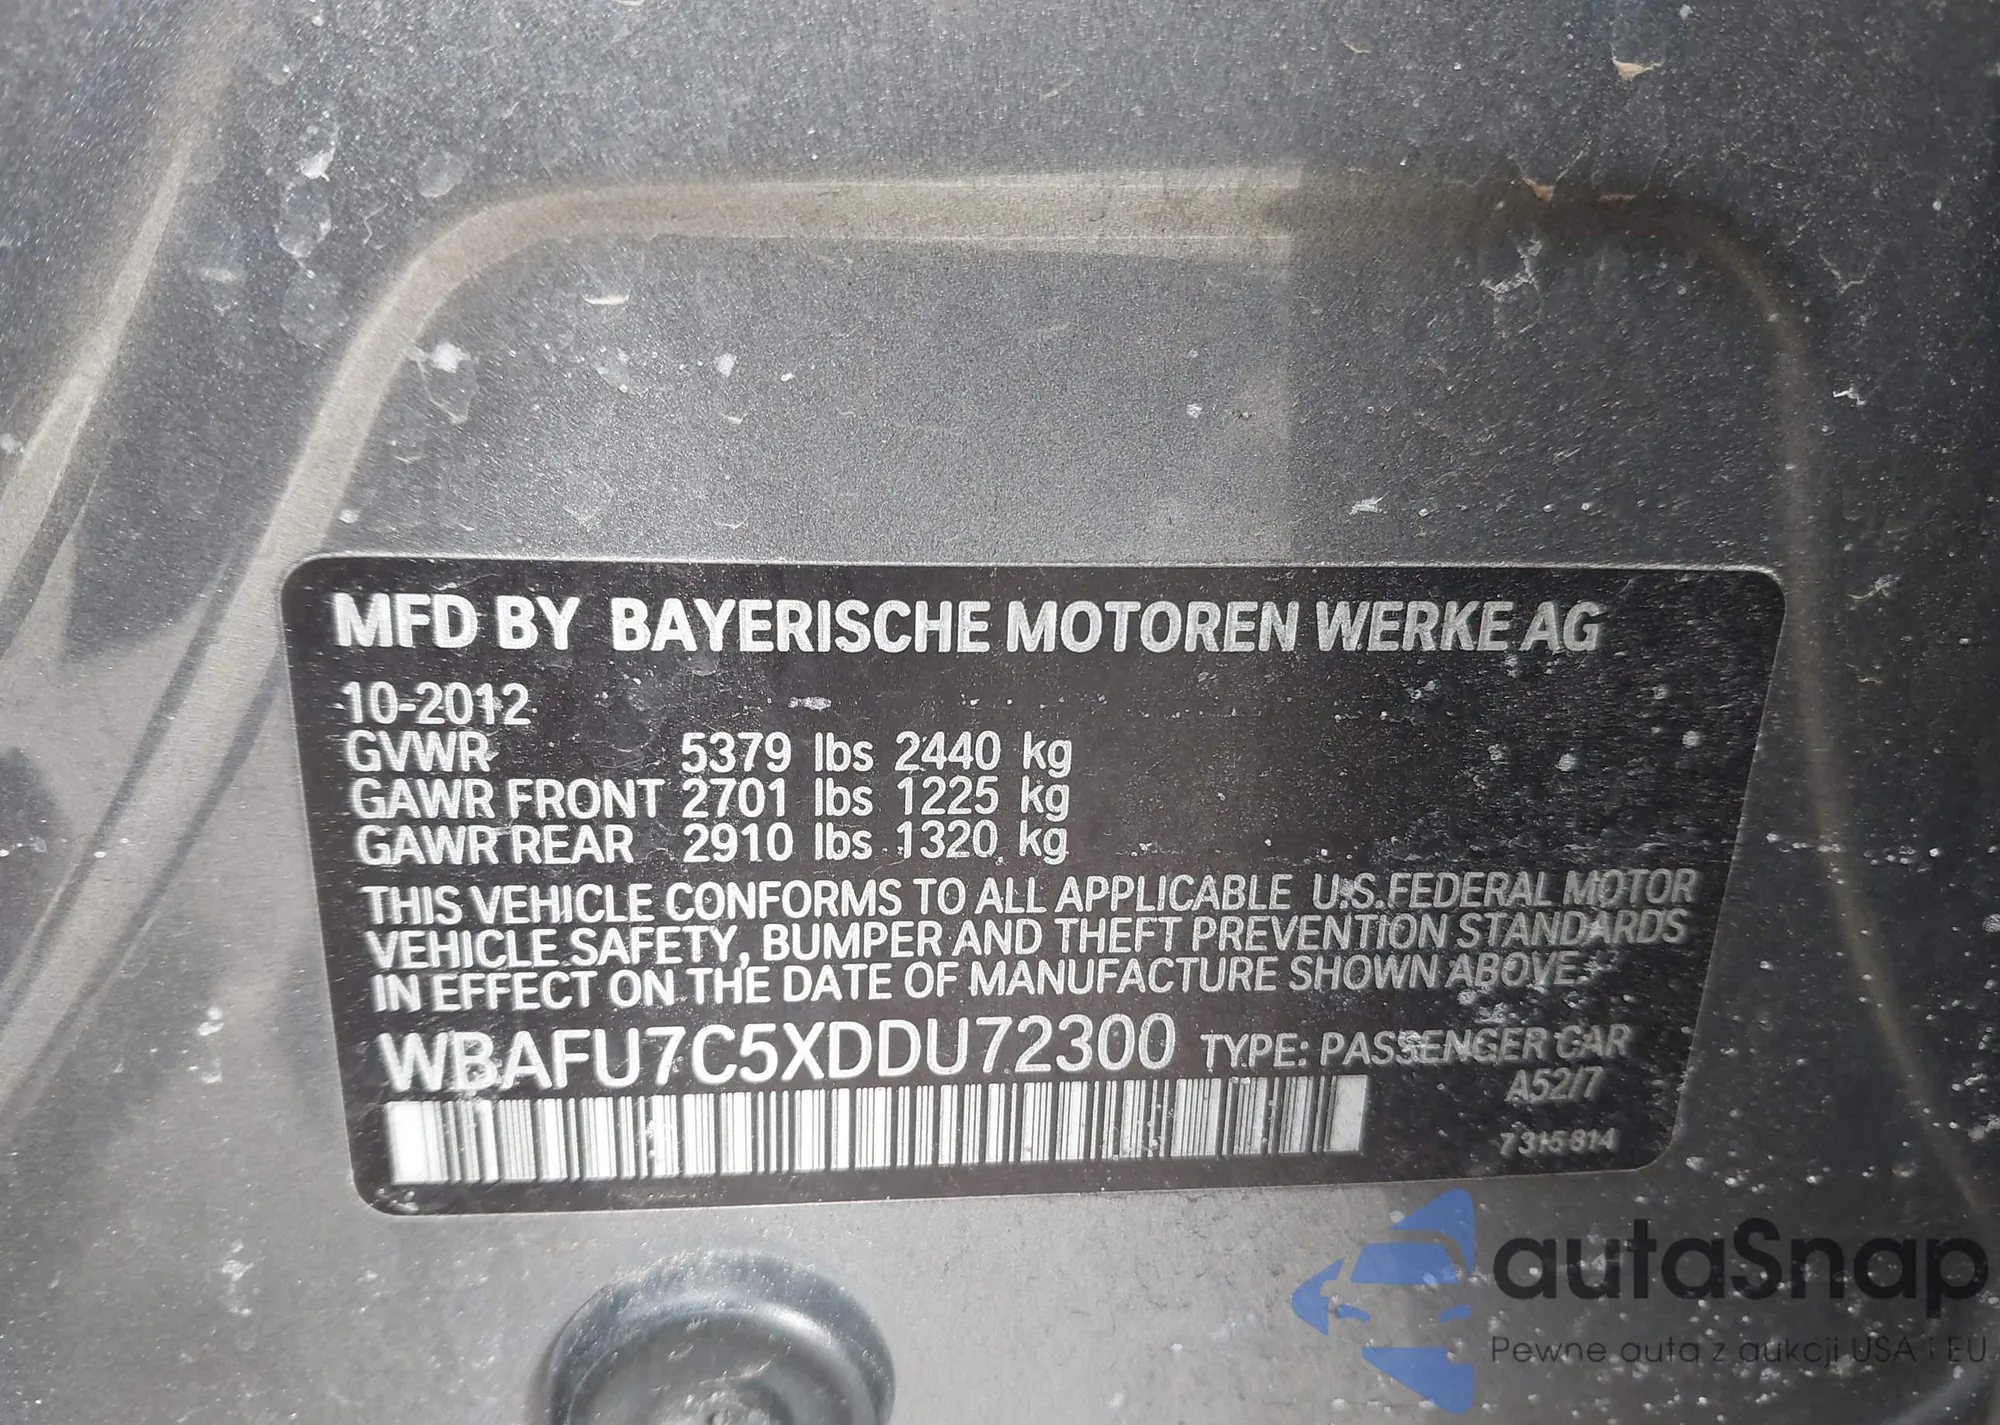 MFD BY BAYERISCHE MOTOREN WERKE AG
10-2012
GVWR 5379 lbs 2440 kg
GAWR FRONT 2701 lbs 1225 kg
GAWR REAR 2910 lbs 1320 kg
THIS VEHICLE CONFORMS TO ALL APPLICABLE U.S.FEDERAL MOTOR
VEHICLE SAFETY, BUMPER AND THEFT PREVENTION STANDARDS
IN EFFECT ON THE DATE OF MANUFACTURE SHOWN ABOVE.
WBAFU7C5XDDU72300 TYPE: PASSENGER CAR
A52/7
7 315 814
autaSnap
Pewne auta z aukcji USA i EU